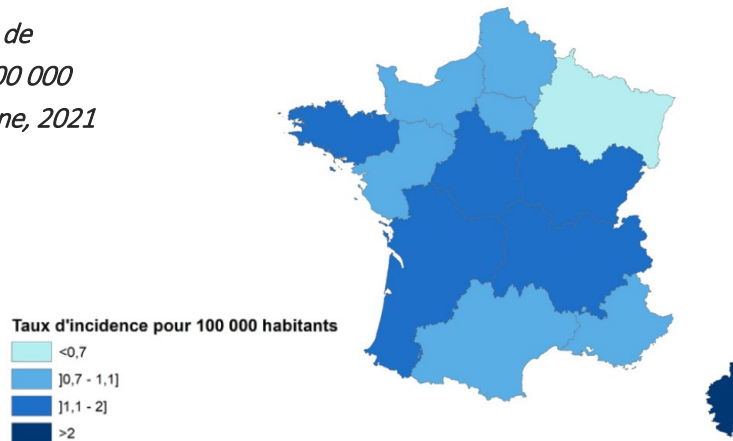 de
000
ne, 2021
Taux d'incidence pour 100 000 habitants
<0,7
]0,7 - 1,1]
]1,1 - 2]
>2